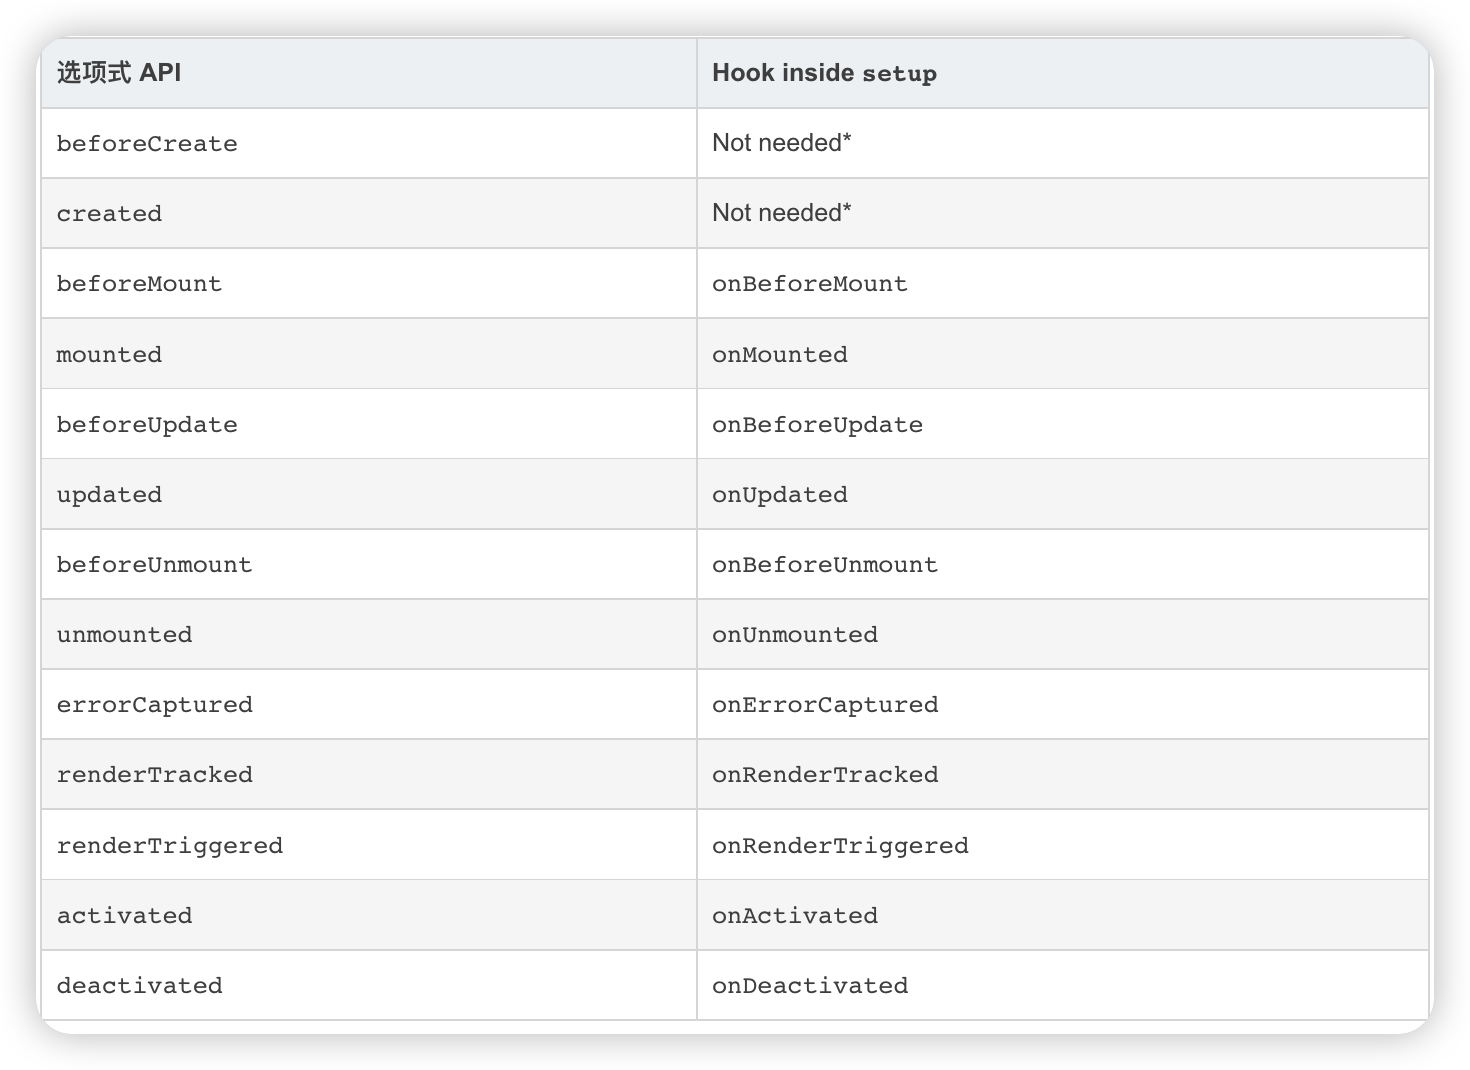 选项式 API
Hook inside setup
beforeCreate
Not needed*
created
Not needed*
beforeMount
onBeforeMount
mounted
onMounted
beforeUpdate
onBeforeUpdate
updated
onUpdated
beforeUnmount
onBeforeUnmount
unmounted
onUnmounted
errorCaptured
onErrorCaptured
renderTracked
onRenderTracked
renderTriggered
onRenderTriggered
activated
onActivated
deactivated
onDeactivated